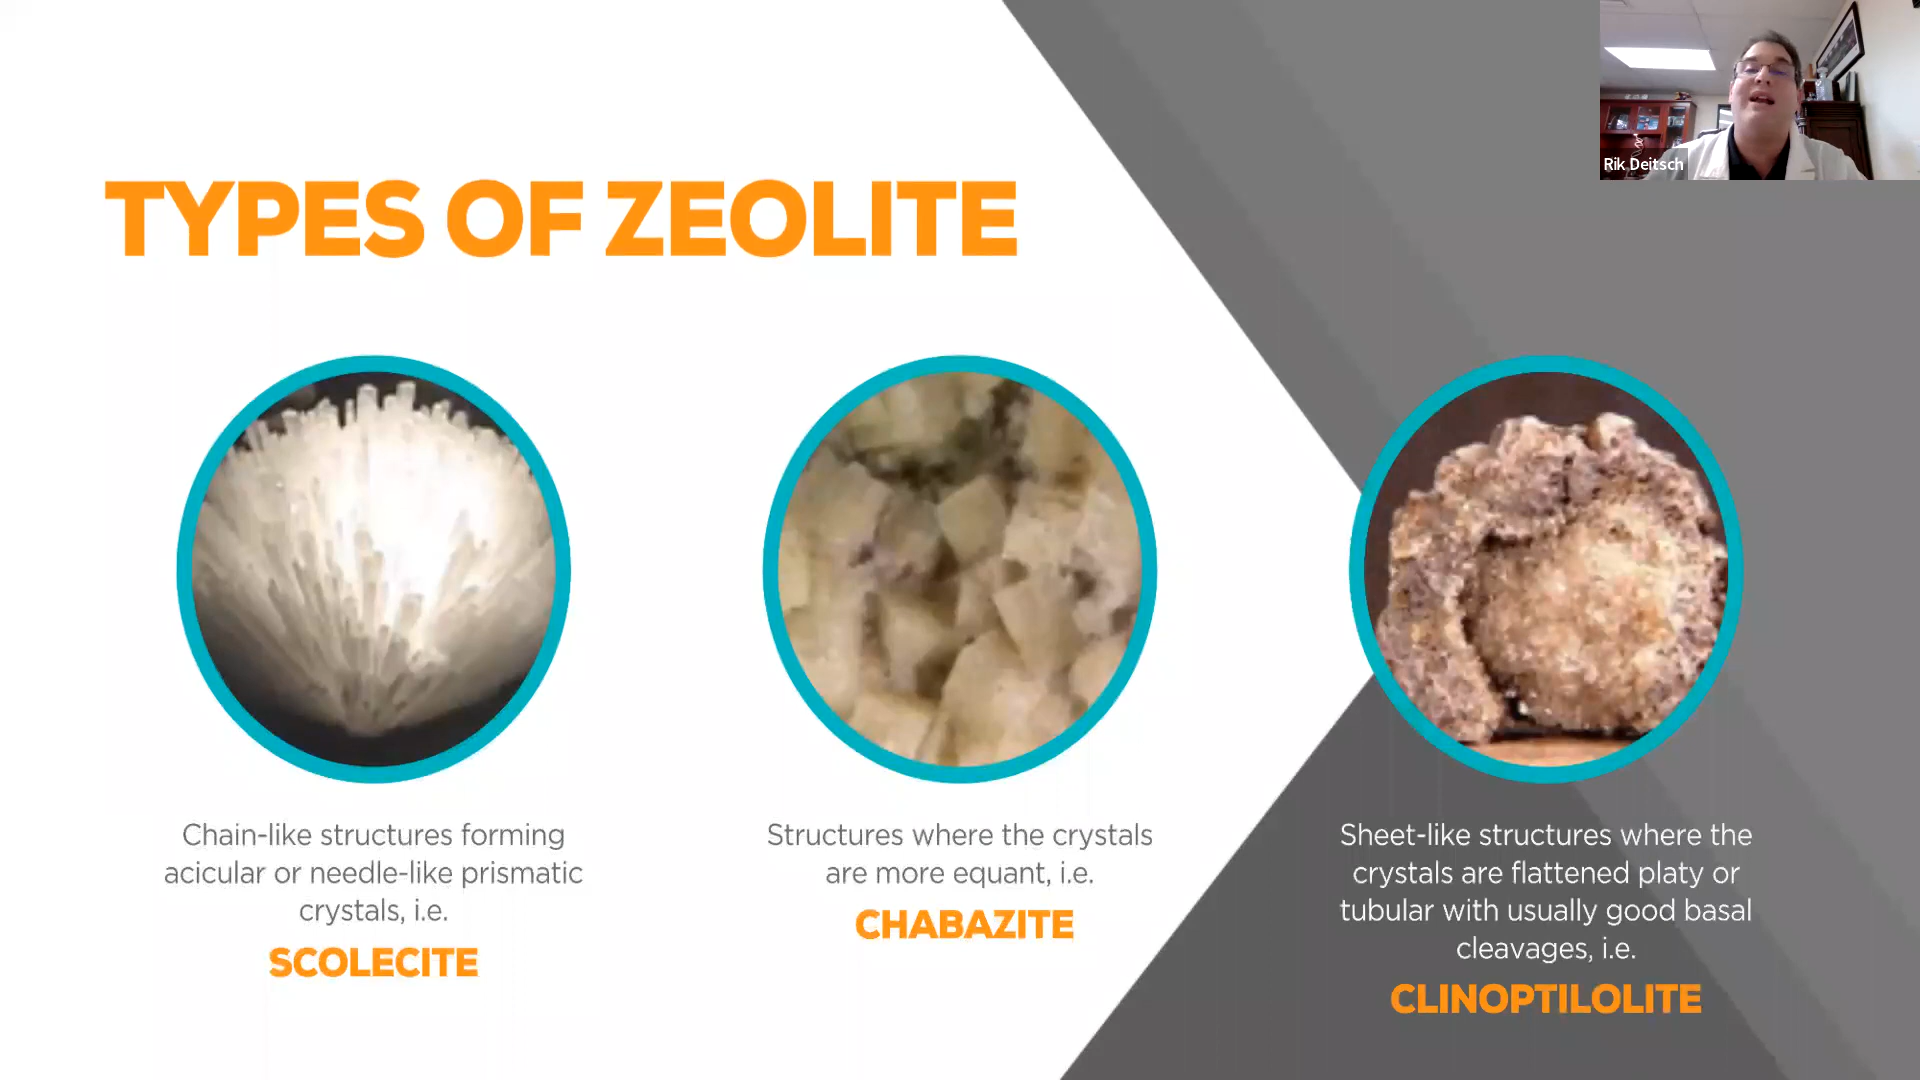 Rik Deitsch
TYPES OF ZEOLITE
Chain-like structures forming
acicular or needle-like prismatic
crystals, i.e.
SCOLECITE
Structures where the crystals
are more equant, i.e.
CHABAZITE
Sheet-like structures where the
crystals are flattened platy or
tubular with usually good basal
cleavages, i.e.
CLINOPTILOLITE